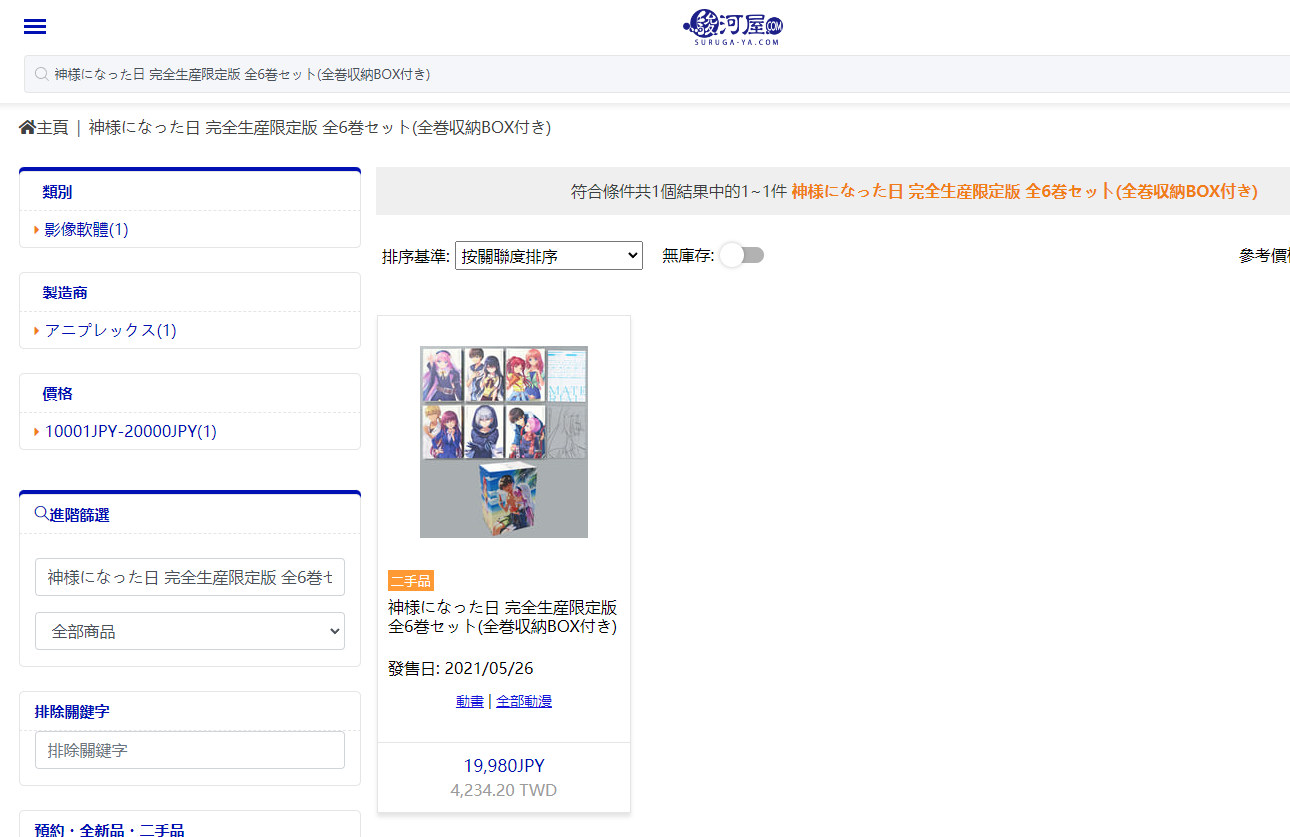 駿河屋.COM
SURUGA-YA.COM
神様になった日 完全生産限定版 全6巻セット(全巻収納BOX付き)
主頁 | 神様になった日 完全生産限定版 全6巻セット(全巻収納BOX付き)
類別
影像軟體(1)
製造商
アニプレックス(1)
價格
10001JPY-20000JPY(1)
進階篩選
神様になった日 完全生産限定版 全6巻セ
全部商品
排除關鍵字
排除關鍵字
預約・全新品・二手品
符合條件共1個結果中的1~1件 神様になった日 完全生産限定版 全6巻セット(全巻収納BOX付き)
排序基準: 按關聯度排序 無庫存: 參考價
MATE
RIAL
二手品
神様になった日 完全生産限定版
全6巻セット(全巻収納BOX付き)
發售日: 2021/05/26
動畫 | 全部動漫
19,980JPY
4,234.20 TWD